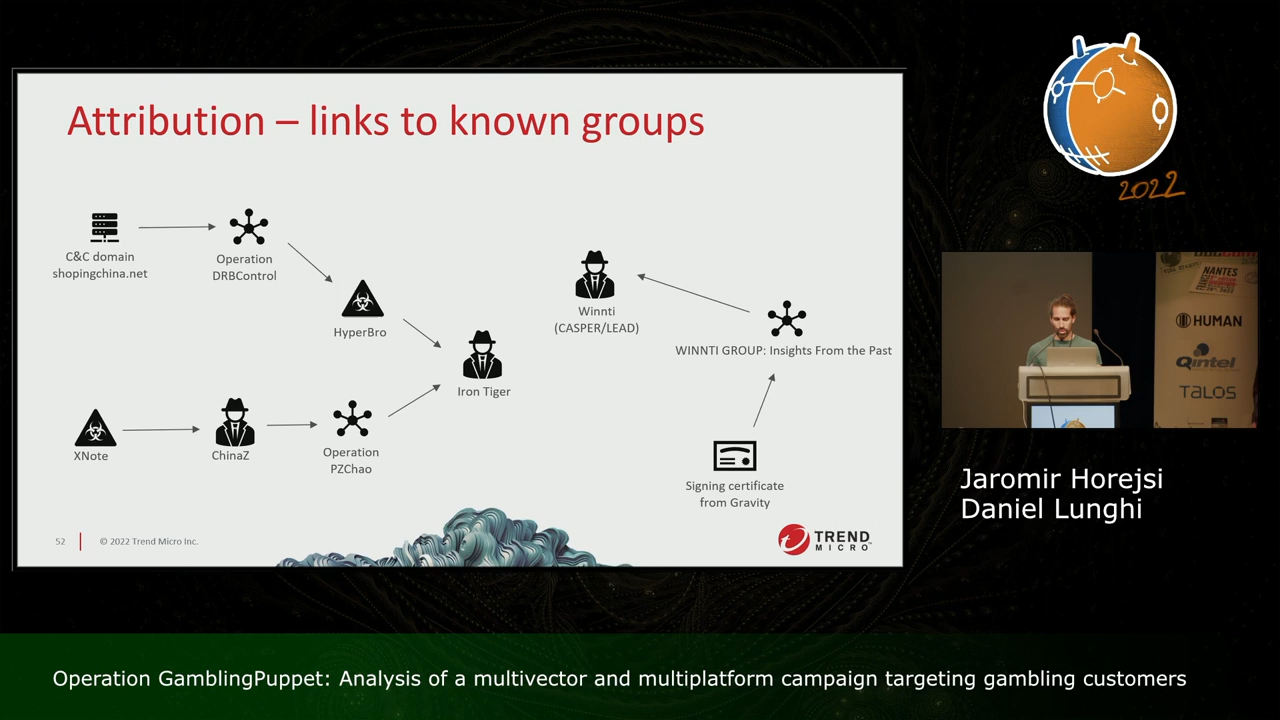 Attribution – links to known groups
C&C domain
shopingchina.net
Operation
DRBControl
HyperBro
Iron Tiger
XNote
ChinaZ
Operation
PZChao
Winnti
(CASPER/LEAD)
WINNTI GROUP: Insights From the Past
Signing certificate
from Gravity
52
© 2022 Trend Micro Inc.
TREND
MICRO™
2022
NANTES
HUMAN
Qintel
TALOS
Jaromir Horejsi
Daniel Lunghi
Operation GamblingPuppet: Analysis of a multivector and multiplatform campaign targeting gambling customers